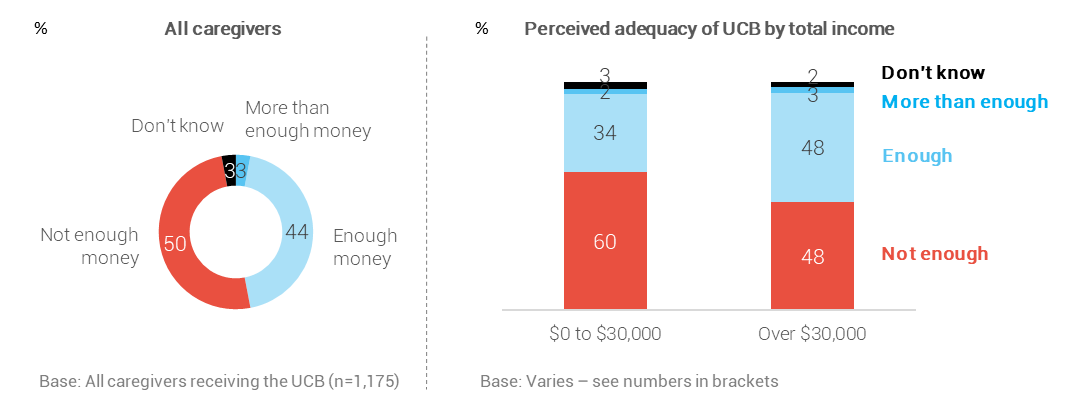 %
All caregivers
Don't know
More than
enough money
3
3
Not enough
money
50
44
Enough
money
Base: All caregivers receiving the UCB (n=1,175)
%
Perceived adequacy of UCB by total income
3
2
34
60
2
3
48
48
Don't know
More than enough
Enough
Not enough
$0 to $30,000
Over $30,000
Base: Varies – see numbers in brackets